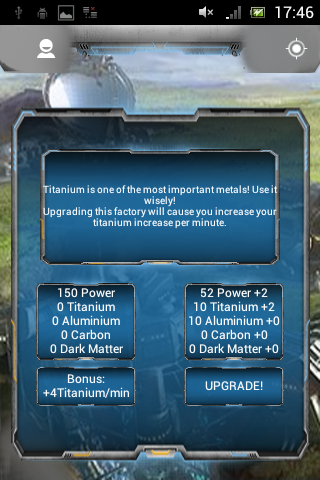 17:46
Titanium is one of the most important metals! Use it
wisely!
Upgrading this factory will cause you increase your
titanium increase per minute.
150 Power
0 Titanium
0 Aluminium
0 Carbon
0 Dark Matter
52 Power +2
10 Titanium +2
10 Aluminium +0
0 Carbon +0
0 Dark Matter +0
Bonus:
+4Titanium/min
UPGRADE!